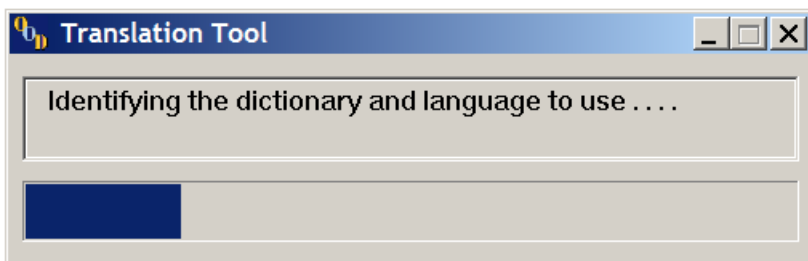 Translation Tool
Identifying the dictionary and language to use ....